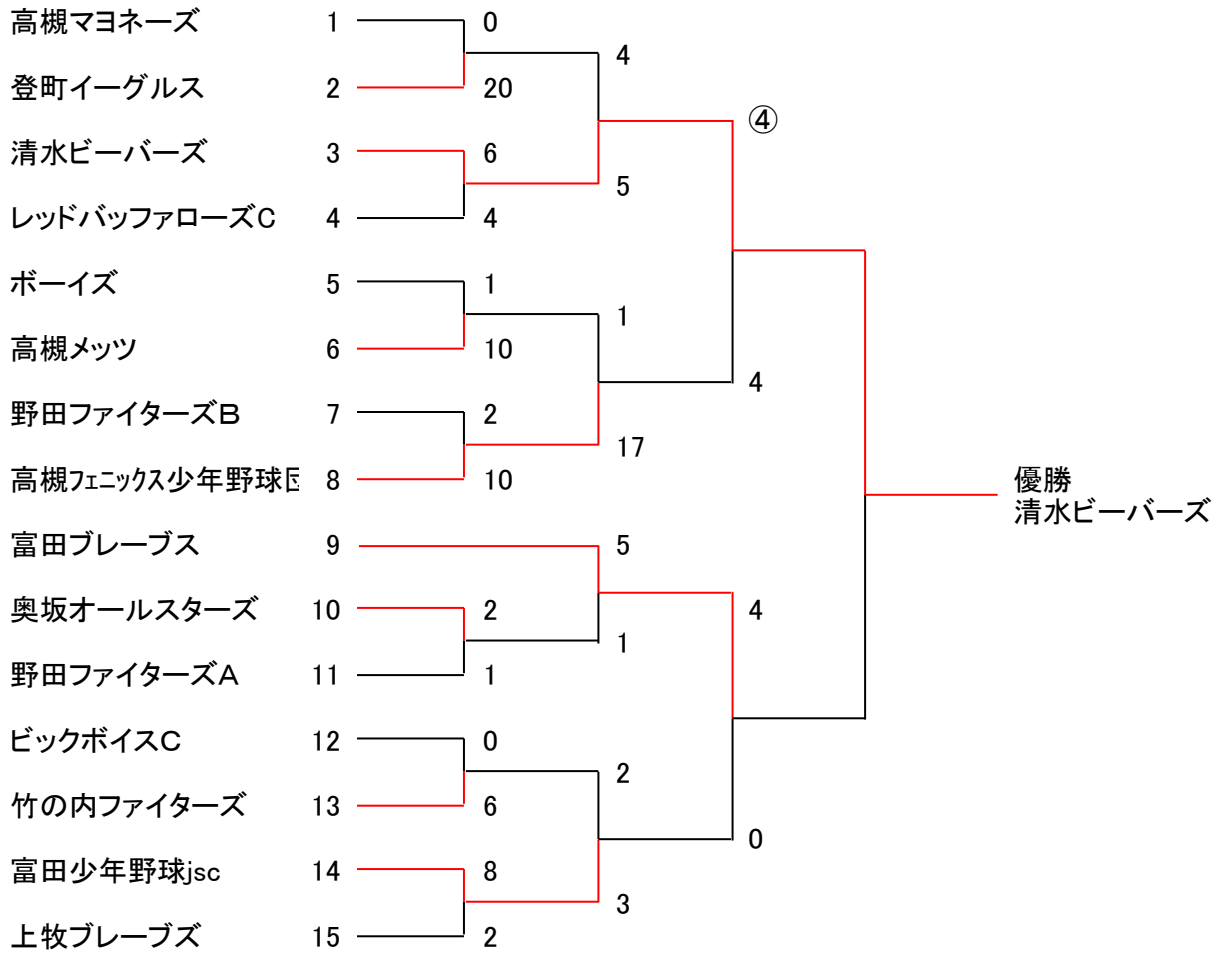 高槻マヨネーズ 1 0
4
登町イーグルス 2 20
④
清水ビーバーズ 3 6
5
レッドバッファローズC 4 4
ボーイズ 5 1
1
高槻メッツ 6 10
4
野田ファイターズB 7 2
17
高槻フェニックス少年野球団 8 10
優勝
清水ビーバーズ
富田ブレーブス 9 5
奥坂オールスターズ 10 2 4
1
野田ファイターズA 11 1
ビックボイスC 12 0
2
竹の内ファイターズ 13 6
0
富田少年野球jsc 14 8
3
上牧ブレーブズ 15 2